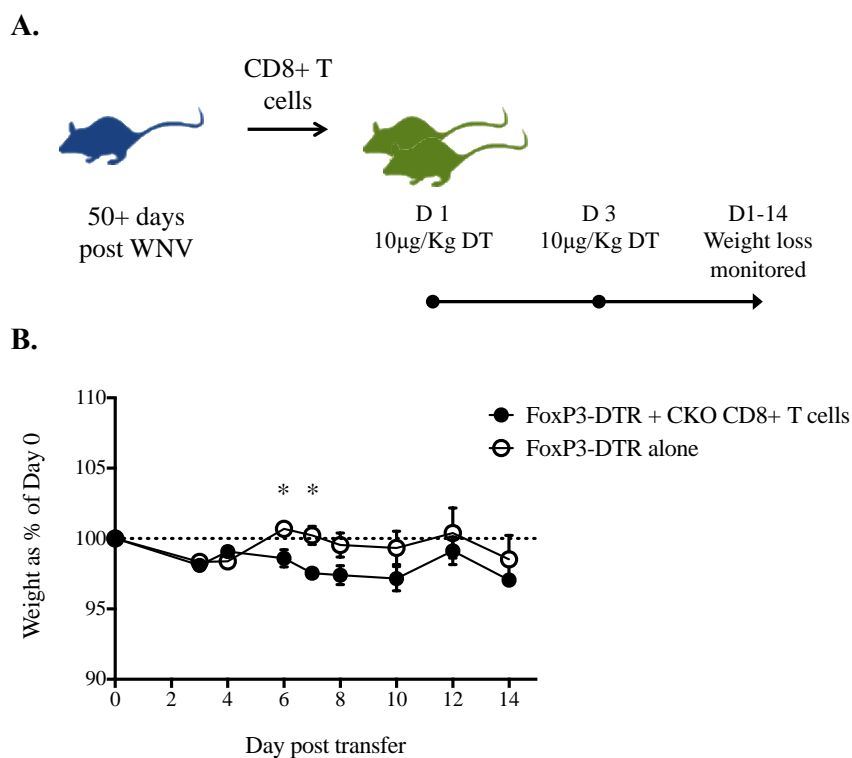 A.
CD8+ T
cells
50+ days
post WNV
D 1
10μg/Kg DT
D 3
10μg/Kg DT
D1-14
Weight loss
monitored
B.
110
105
100
95
90
Weight as % of Day 0
* *
FoxP3-DTR + CKO CD8+ T cells
FoxP3-DTR alone
0 2 4 6 8 10 12 14
Day post transfer